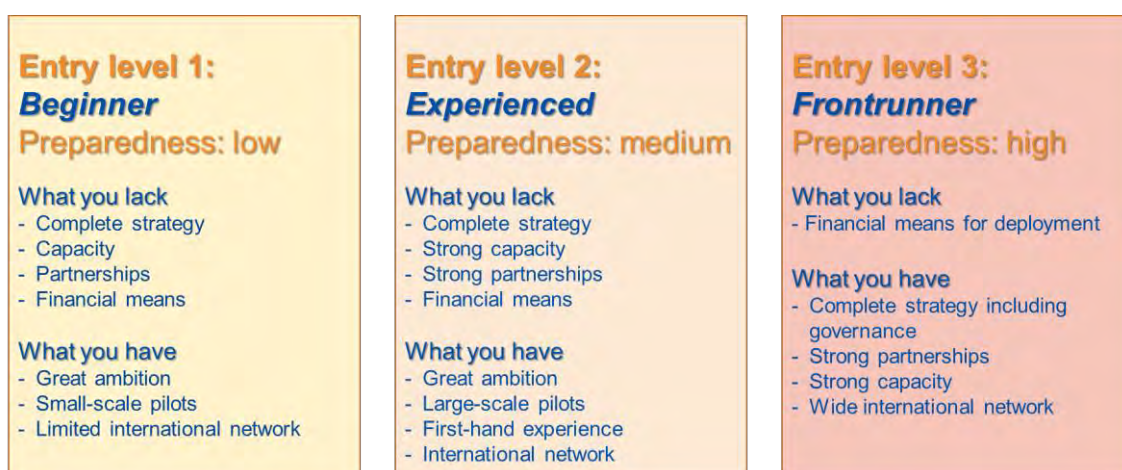 Entry level 1:
Beginner
Preparedness: low
What you lack
- Complete strategy
- Capacity
- Partnerships
- Financial means
What you have
- Great ambition
- Small-scale pilots
- Limited international network
Entry level 2:
Experienced
Preparedness: medium
What you lack
- Complete strategy
- Strong capacity
- Strong partnerships
- Financial means
What you have
- Great ambition
- Large-scale pilots
- First-hand experience
- International network
Entry level 3:
Frontrunner
Preparedness: high
What you lack
- Financial means for deployment
What you have
- Complete strategy including
governance
- Strong partnerships
- Strong capacity
- Wide international network